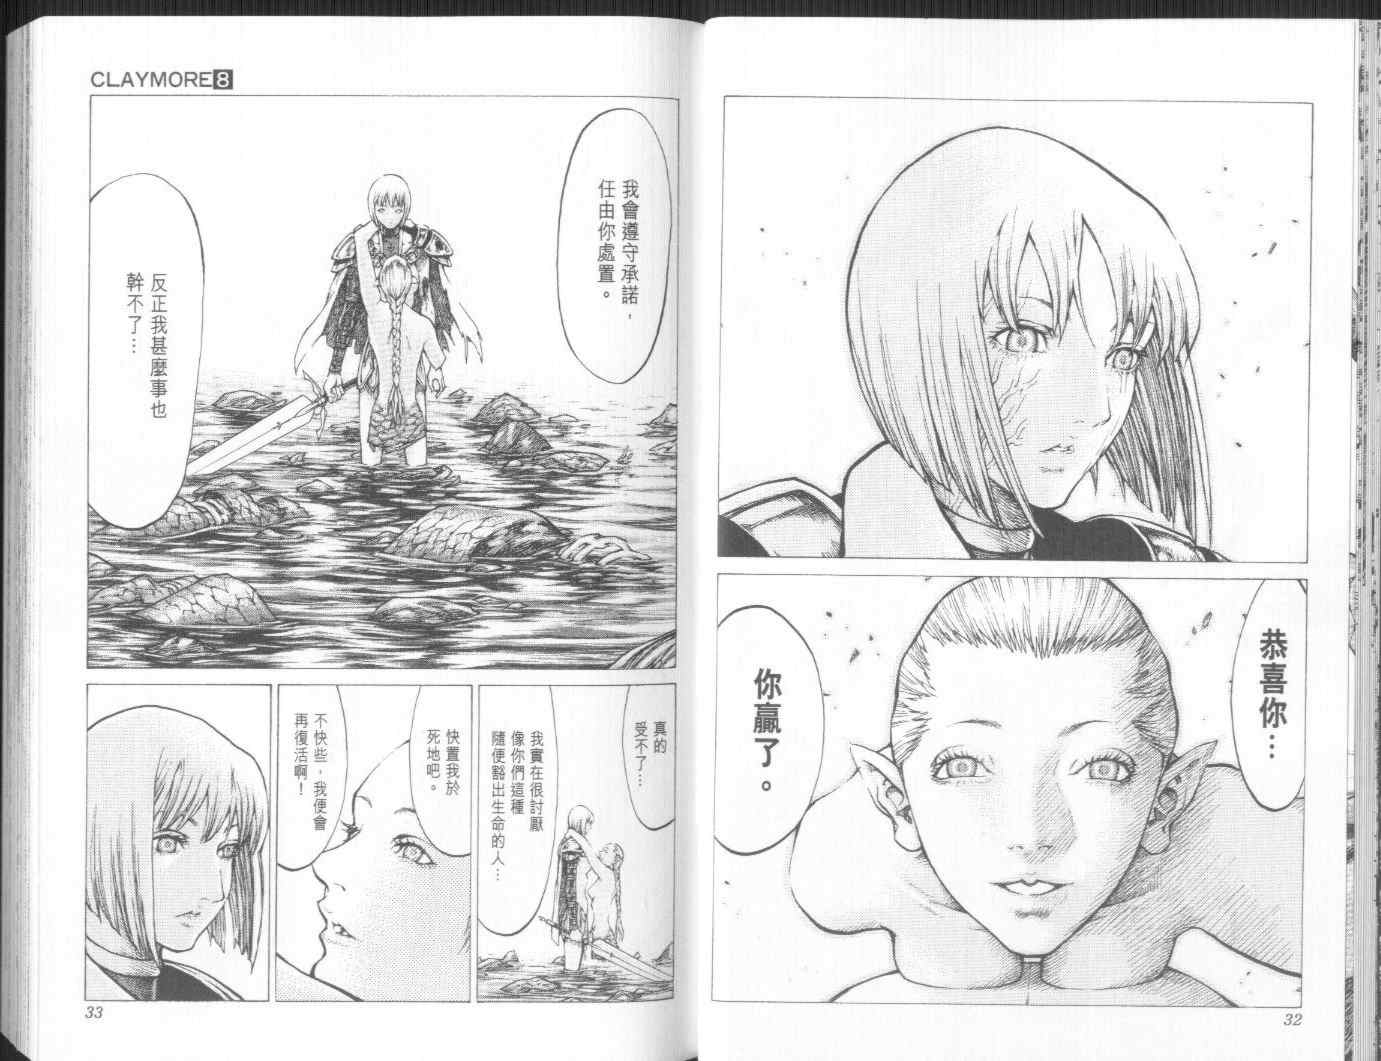 恭喜你…
你贏了。
32
CLAYMORE8
我會遵守承諾，
任由你處置。
反正我甚麼事也
幹不了…
真的
受不了…
我實在很討厭
像你們這種
隨便豁出生命的人…
快置我於
死地吧。
不快些，我便會
再復活啊！
33